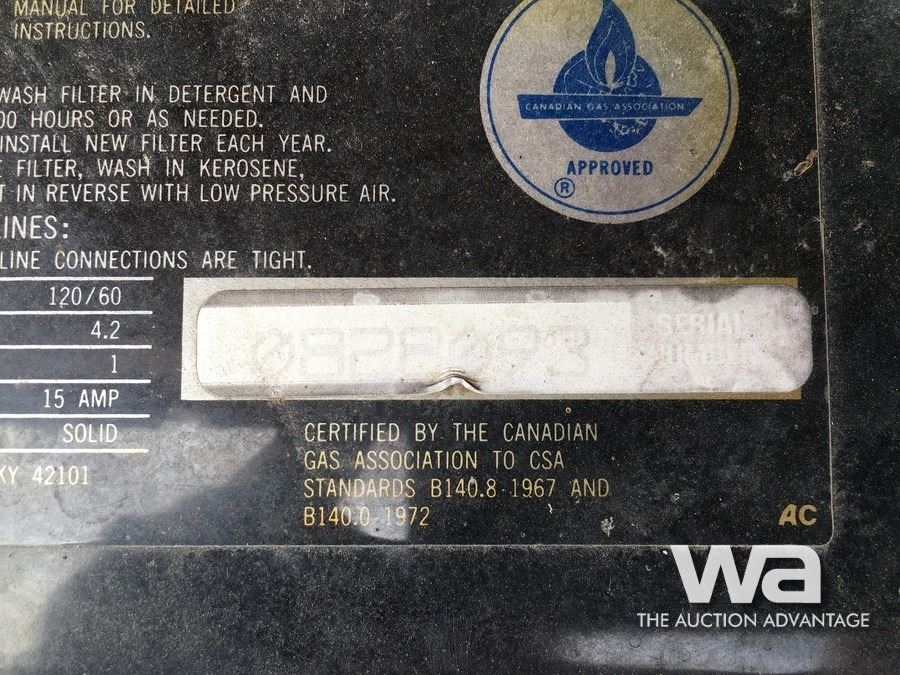 MANUAL FOR DETAILED
INSTRUCTIONS.
WASH FILTER IN DETERGENT AND
00 HOURS OR AS NEEDED.
INSTALL NEW FILTER EACH YEAR.
FILTER, WASH IN KEROSENE,
T IN REVERSE WITH LOW PRESSURE AIR.
LINES:
LINE CONNECTIONS ARE TIGHT.
120/60
4.2
1
15 AMP
SOLID
KY 42101
CANADIAN GAS ASSOCIATION
APPROVED
®
SERIAL
CERTIFIED BY THE CANADIAN
GAS ASSOCIATION TO CSA
STANDARDS B140.8-1967 AND
B140.0-1972
AC
wa
THE AUCTION ADVANTAGE